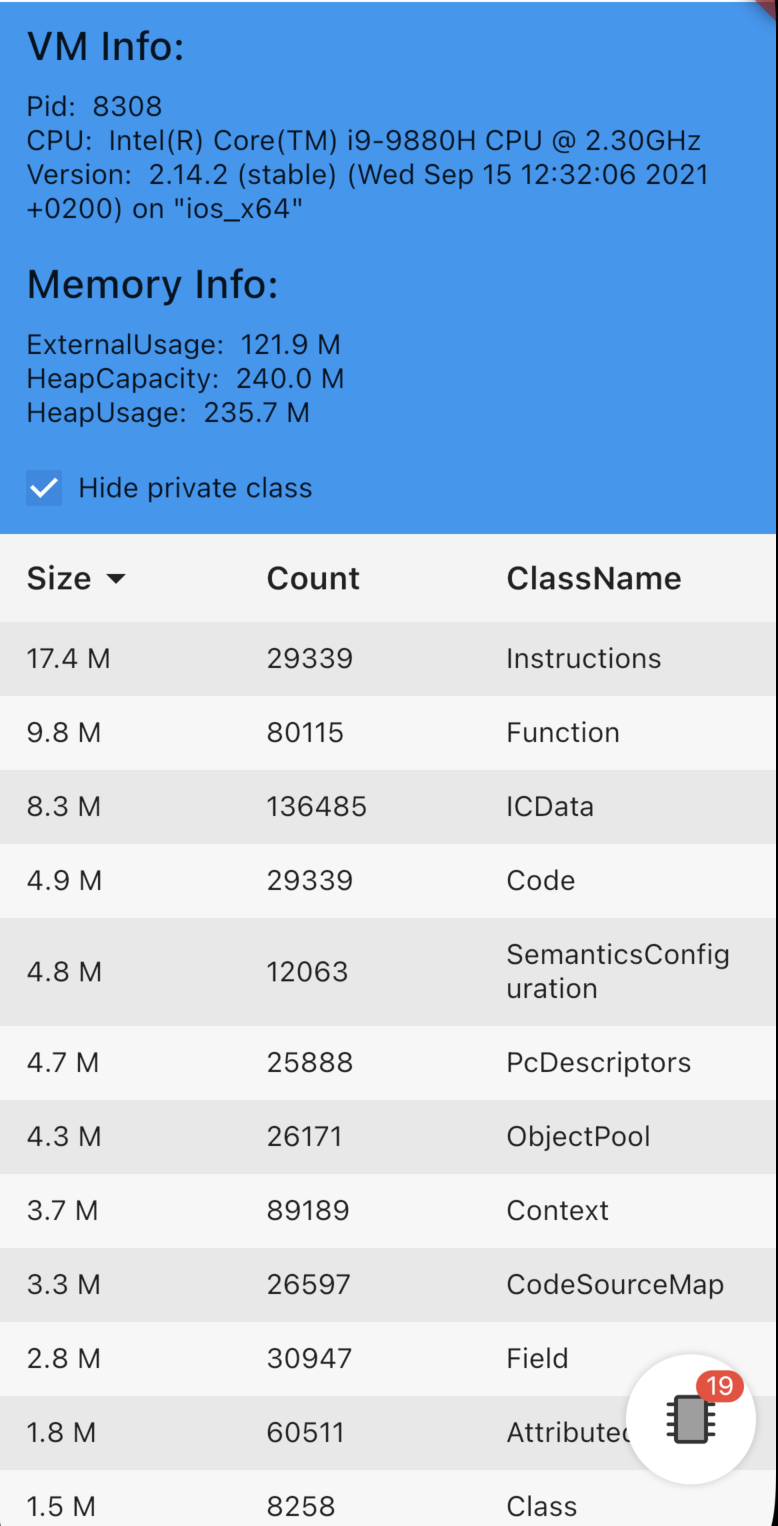 VM Info:
Pid:  8308
CPU:  Intel(R) Core(TM) i9-9880H CPU @ 2.30GHz
Version:  2.14.2 (stable) (Wed Sep 15 12:32:06 2021
+0200) on "ios_x64"
Memory Info:
ExternalUsage:  121.9 M
HeapCapacity:  240.0 M
HeapUsage:  235.7 M
Hide private class
Size Count ClassName
17.4 M 29339 Instructions
9.8 M 80115 Function
8.3 M 136485 ICData
4.9 M 29339 Code
4.8 M 12063 SemanticsConfig
uration
4.7 M 25888 PcDescriptors
4.3 M 26171 ObjectPool
3.7 M 89189 Context
3.3 M 26597 CodeSourceMap
2.8 M 30947 Field
19
1.8 M 60511
1.5 M 8258 Class